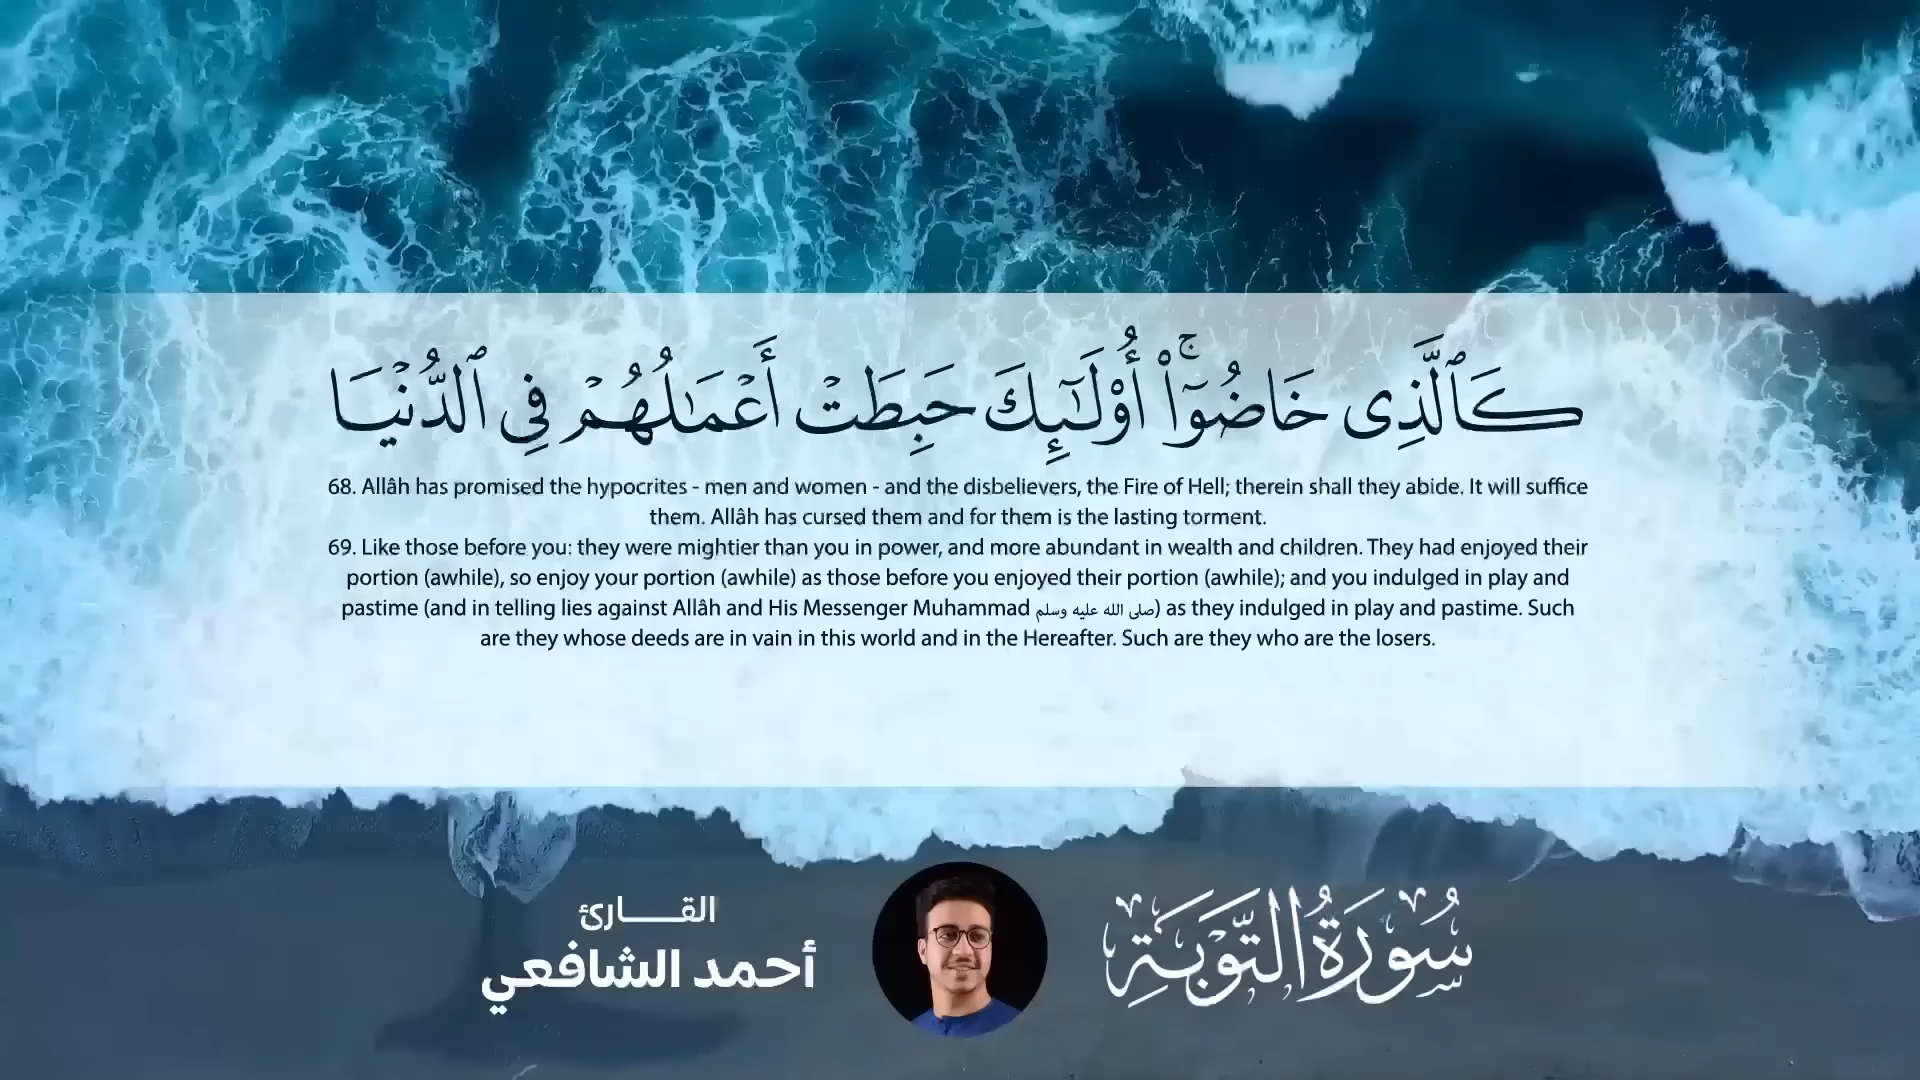 كَٱلَّذِى خَاضُوٓا۟ ۚ أُو۟لَـٰٓئِكَ حَبِطَتْ أَعْمَـٰلُهُمْ فِى ٱلدُّنْيَا
68. Allâh has promised the hypocrites - men and women - and the disbelievers, the Fire of Hell; therein shall they abide. It will suffice
them. Allâh has cursed them and for them is the lasting torment.
69. Like those before you: they were mightier than you in power, and more abundant in wealth and children. They had enjoyed their
portion (awhile), so enjoy your portion (awhile) as those before you enjoyed their portion (awhile); and you indulged in play and
pastime (and in telling lies against Allâh and His Messenger Muhammad صلى الله عليه وسلم) as they indulged in play and pastime. Such
are they whose deeds are in vain in this world and in the Hereafter. Such are they who are the losers.
سُورَةُ التَّوْبَةِ
القـــارئ
أحمد الشافعي